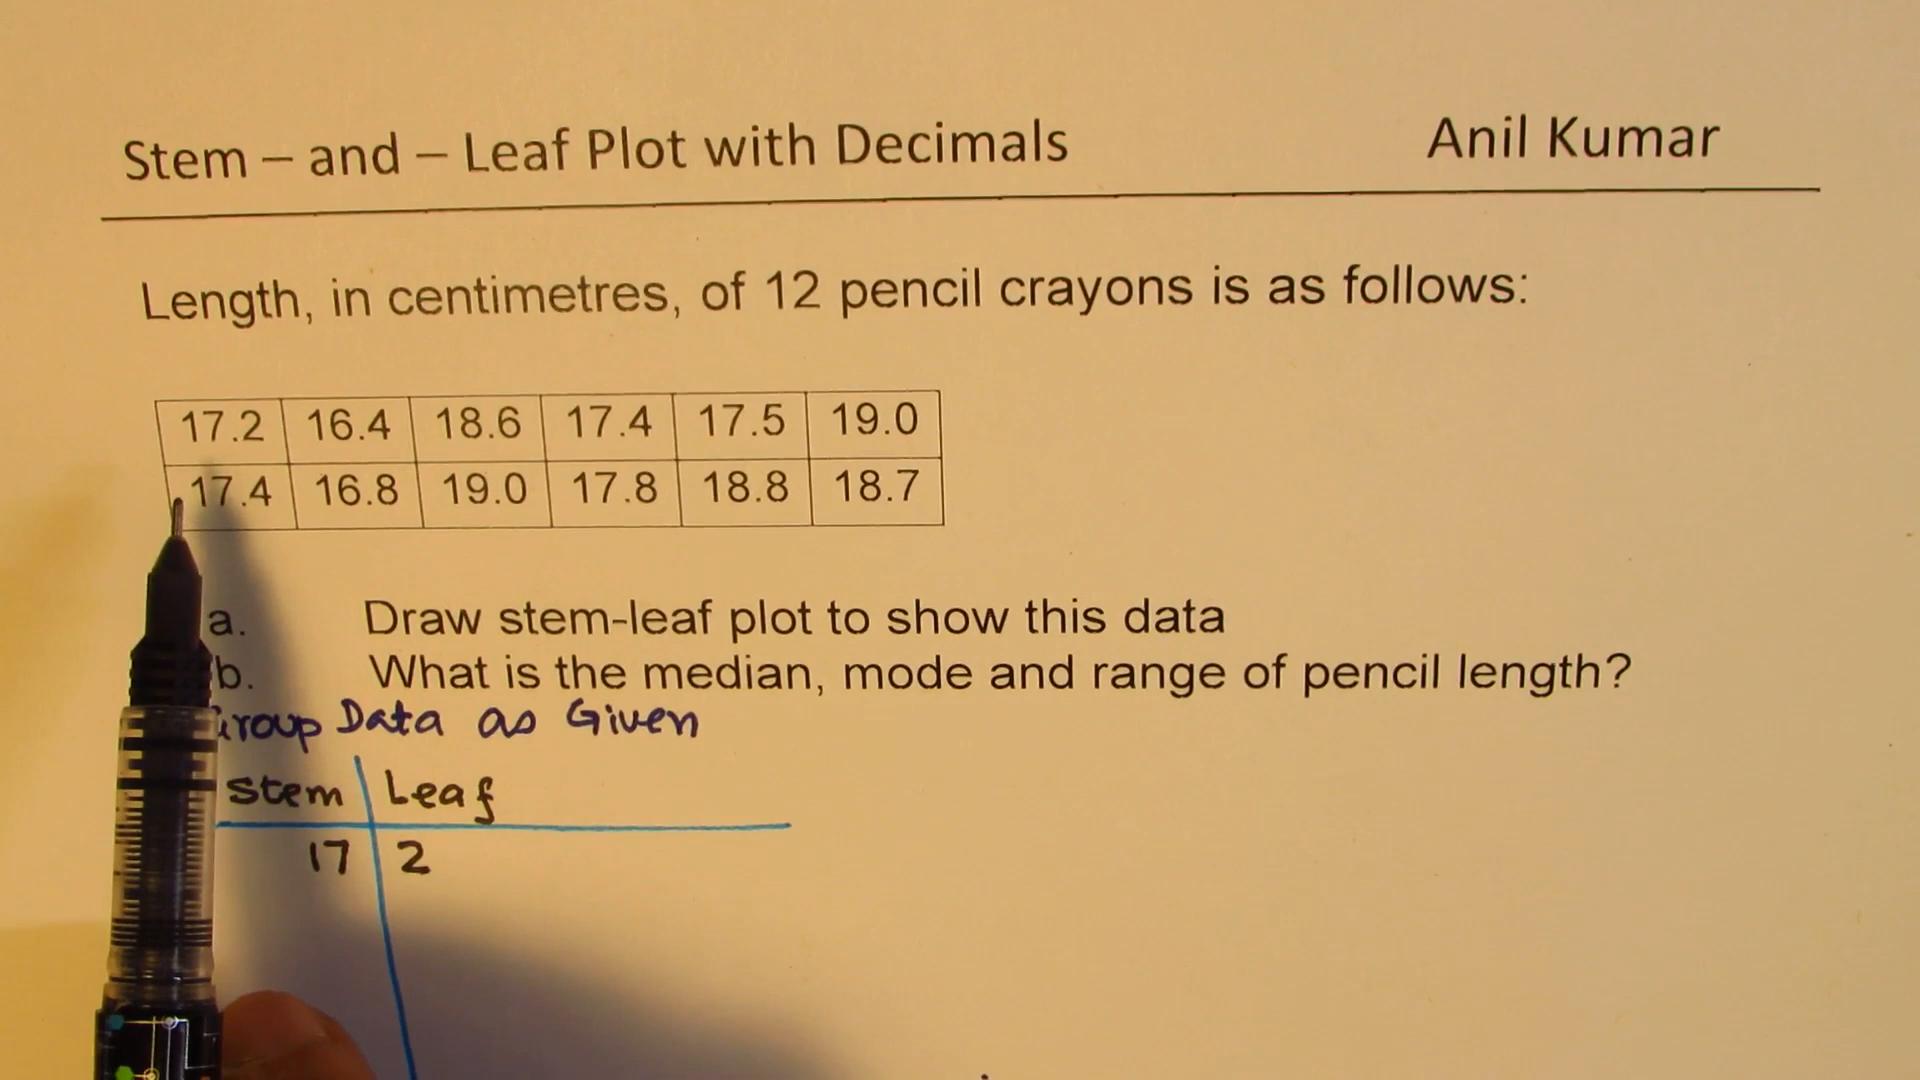 Stem – and – Leaf Plot with Decimals Anil Kumar
Length, in centimetres, of 12 pencil crayons is as follows:
17.2 16.4 18.6 17.4 17.5 19.0
17.4 16.8 19.0 17.8 18.8 18.7
a. Draw stem-leaf plot to show this data
b. What is the median, mode and range of pencil length?
Group Data as Given
Stem Leaf
17 2